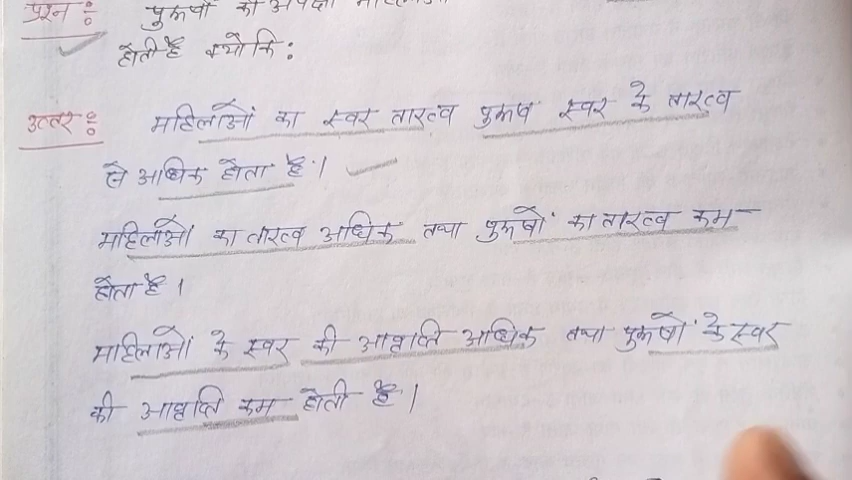 प्रश्न : पुरूषों की अपेक्षा
होती है क्योकि :
उत्तर : महिलाओं का स्वर तारत्व पुरूष स्वर के तारत्व
से अधिक होता है।
महिलाओं का तारत्व अधिक तथा पुरूषों का तारत्व कम
होता है।
महिलाओं के स्वर की आवृत्ति अधिक तथा पुरूषों के स्वर
की आवृत्ति कम होती है।